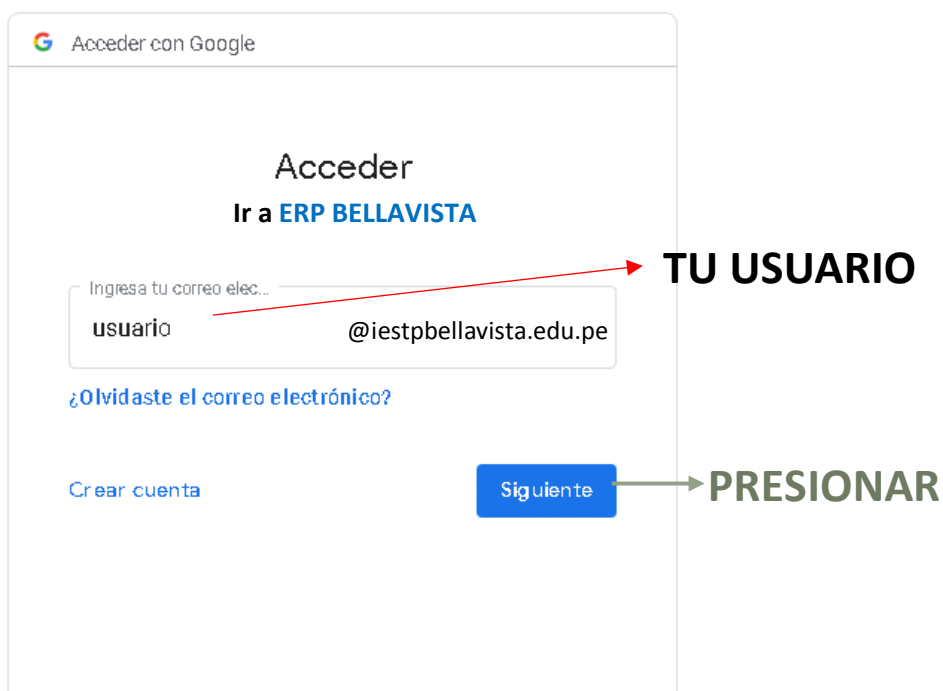 Acceder con Google
Acceder
Ir a ERP BELLAVISTA
TU USUARIO
Ingresa tu correo elec...
usuario @iestpbellavista.edu.pe
¿Olvidaste el correo electrónico?
Crear cuenta Siguiente PRESIONAR